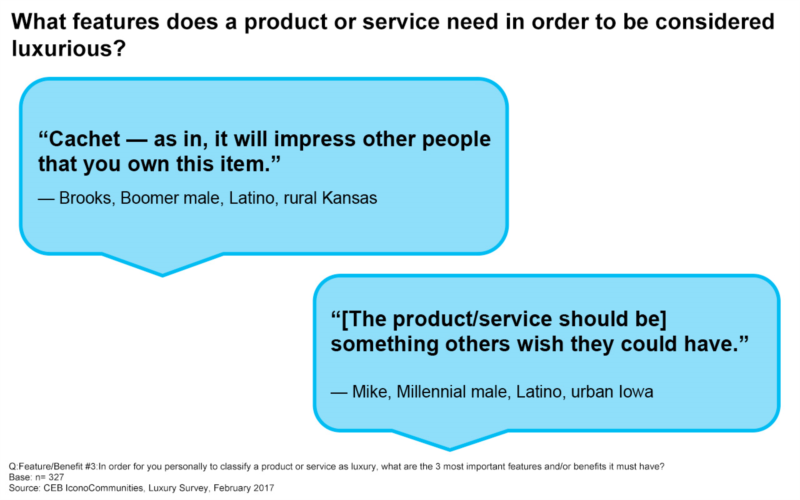 What features does a product or service need in order to be considered
luxurious?
“Cachet — as in, it will impress other people
that you own this item.”
— Brooks, Boomer male, Latino, rural Kansas
“[The product/service should be]
something others wish they could have.”
— Mike, Millennial male, Latino, urban Iowa
Q:Feature/Benefit #3:In order for you personally to classify a product or service as luxury, what are the 3 most important features and/or benefits it must have?
Base: n= 327
Source: CEB IconoCommunities, Luxury Survey, February 2017